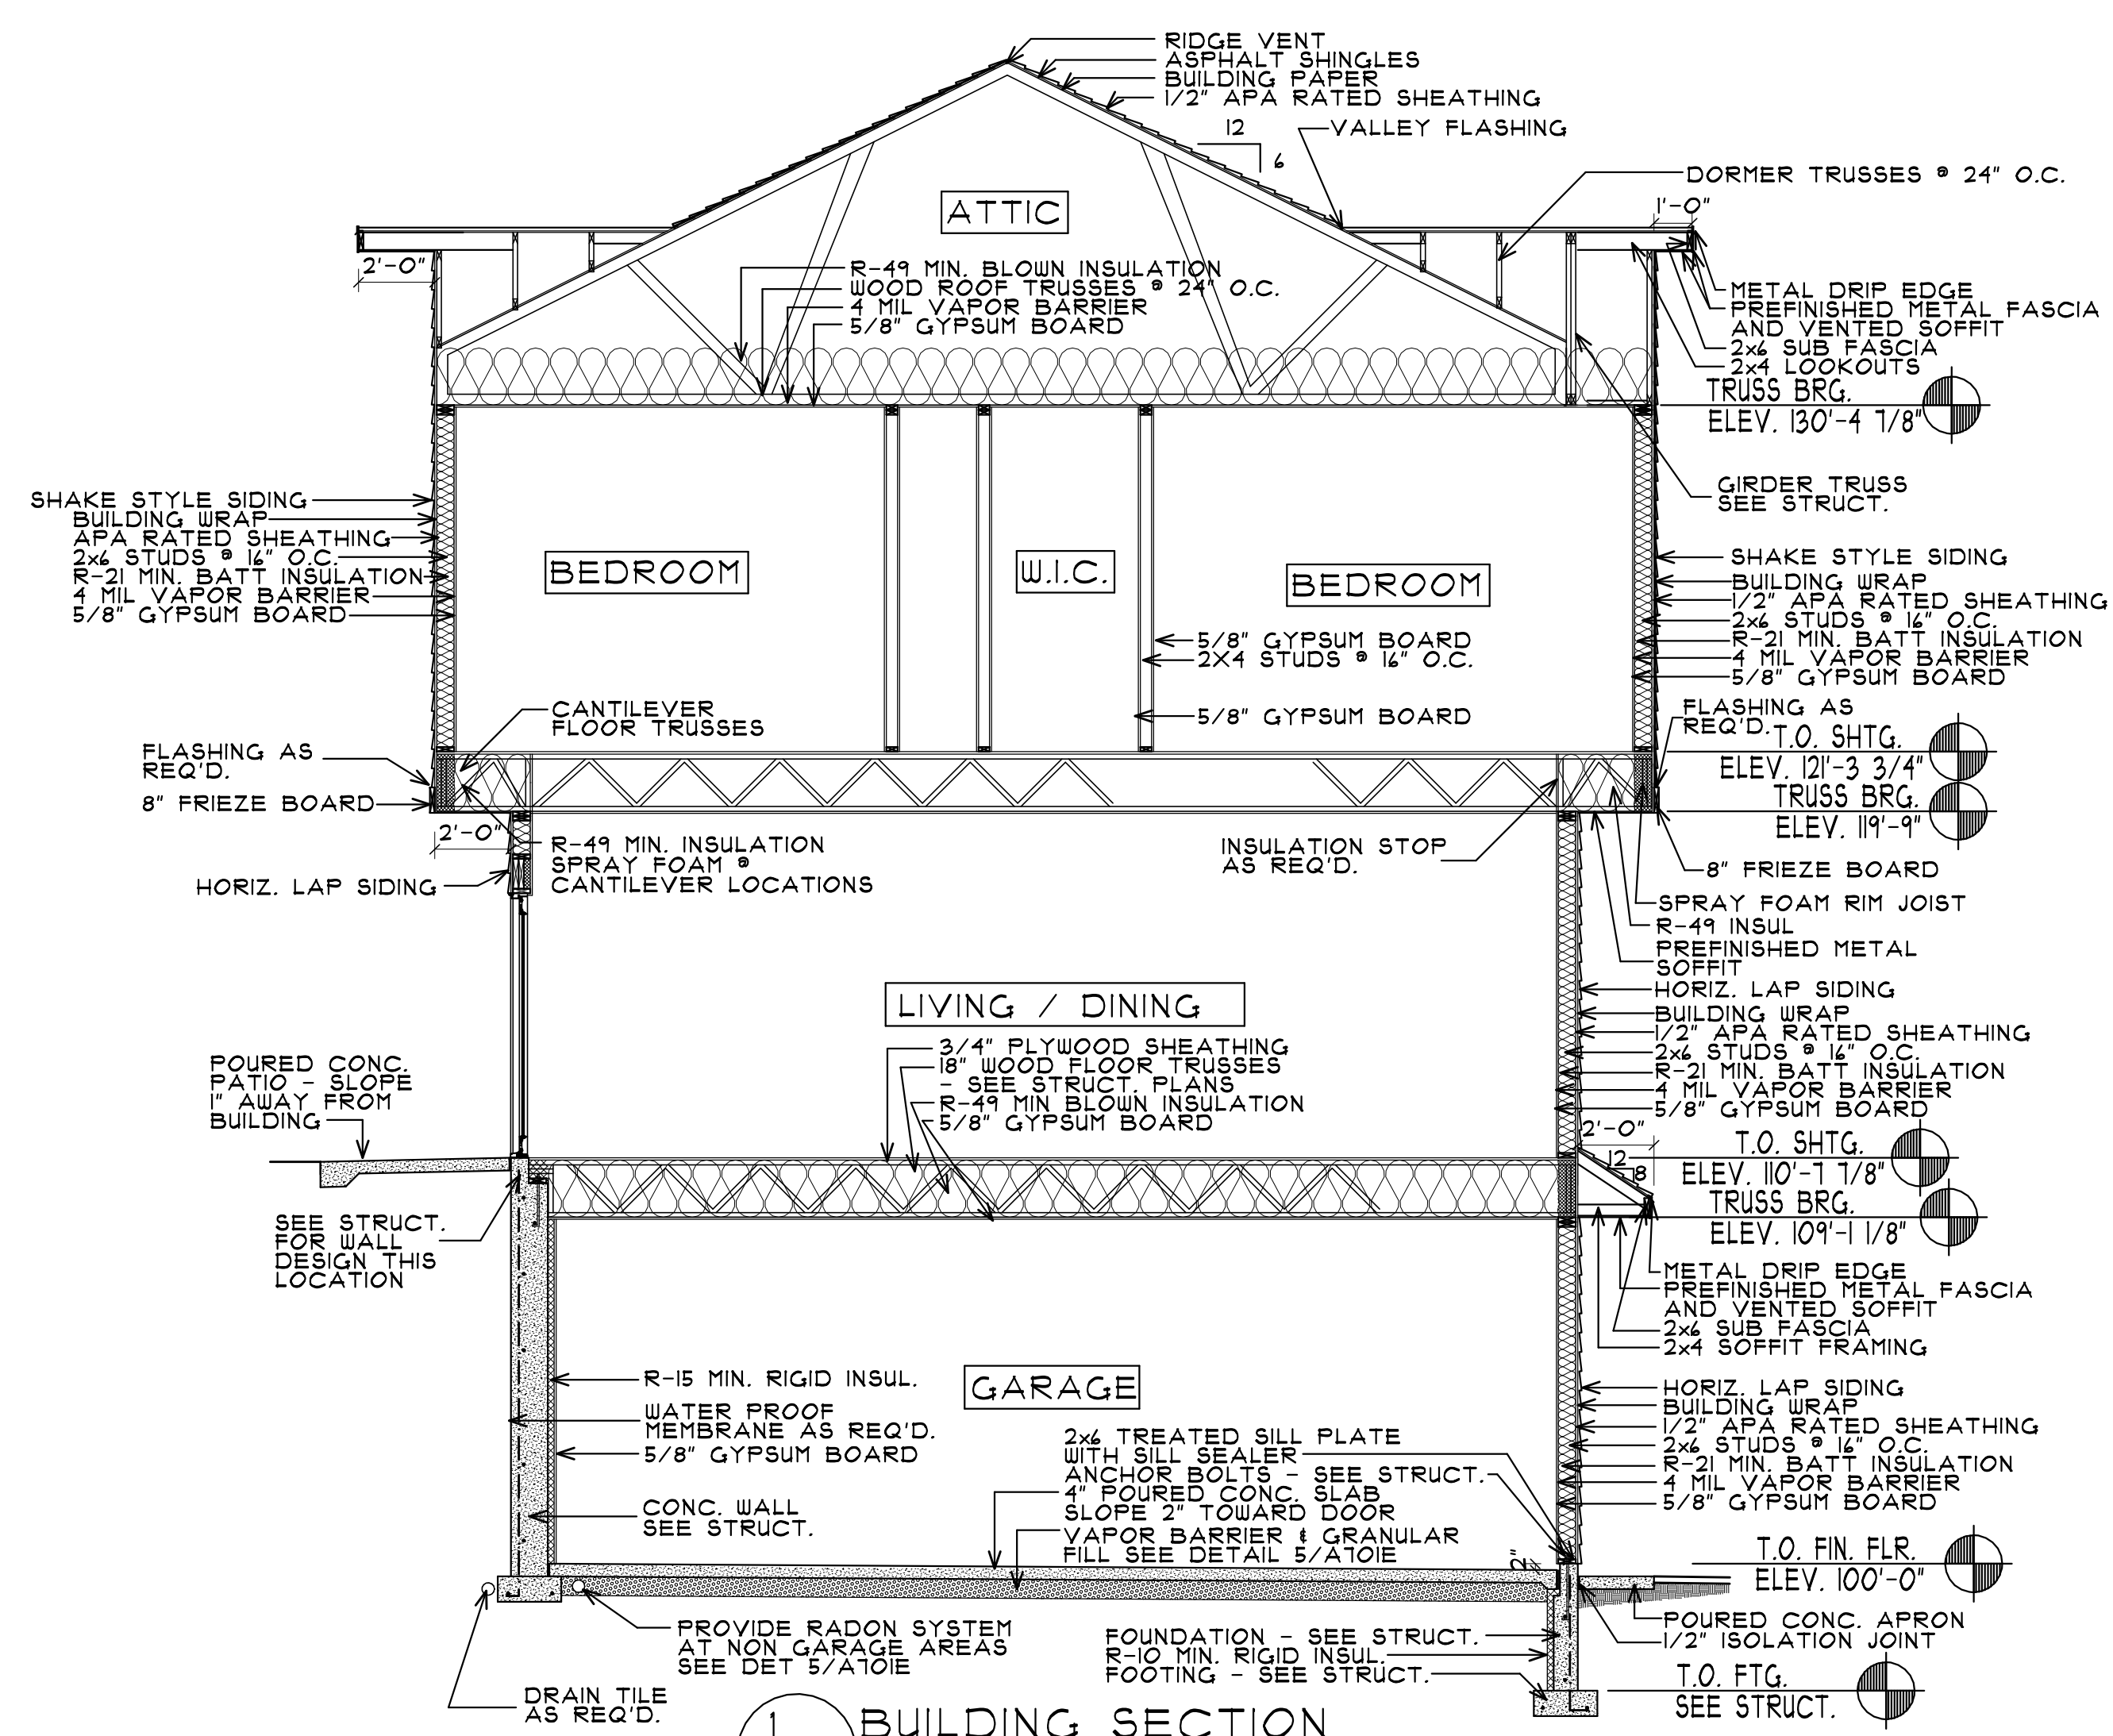 RIDGE VENT
ASPHALT SHINGLES
BUILDING PAPER
1/2" APA RATED SHEATHING
12
6
VALLEY FLASHING
DORMER TRUSSES @ 24" O.C.
1'-0"
ATTIC
2'-0"
R-49 MIN. BLOWN INSULATION
WOOD ROOF TRUSSES @ 24" O.C.
4 MIL VAPOR BARRIER
5/8" GYPSUM BOARD
METAL DRIP EDGE
PREFINISHED METAL FASCIA
AND VENTED SOFFIT
2x6 SUB FASCIA
2x4 LOOKOUTS
TRUSS BRG.
ELEV. 130'-4 7/8"
GIRDER TRUSS
SEE STRUCT.
SHAKE STYLE SIDING
BUILDING WRAP
APA RATED SHEATHING
2x6 STUDS @ 16" O.C.
R-21 MIN. BATT INSULATION
4 MIL VAPOR BARRIER
5/8" GYPSUM BOARD
BEDROOM
W.I.C.
BEDROOM
SHAKE STYLE SIDING
BUILDING WRAP
1/2" APA RATED SHEATHING
2x6 STUDS @ 16" O.C.
R-21 MIN. BATT INSULATION
4 MIL VAPOR BARRIER
5/8" GYPSUM BOARD
5/8" GYPSUM BOARD
2X4 STUDS @ 16" O.C.
5/8" GYPSUM BOARD
CANTILEVER
FLOOR TRUSSES
FLASHING AS
REQ'D.
8" FRIEZE BOARD
FLASHING AS
REQ'D.
T.O. SHTG.
ELEV. 121'-3 3/4"
TRUSS BRG.
ELEV. 119'-9"
2'-0"
R-49 MIN. INSULATION
SPRAY FOAM @
CANTILEVER LOCATIONS
INSULATION STOP
AS REQ'D.
HORIZ. LAP SIDING
8" FRIEZE BOARD
SPRAY FOAM RIM JOIST
R-49 INSUL
PREFINISHED METAL
SOFFIT
HORIZ. LAP SIDING
BUILDING WRAP
1/2" APA RATED SHEATHING
2x6 STUDS @ 16" O.C.
R-21 MIN. BATT INSULATION
4 MIL VAPOR BARRIER
5/8" GYPSUM BOARD
LIVING / DINING
3/4" PLYWOOD SHEATHING
18" WOOD FLOOR TRUSSES
- SEE STRUCT. PLANS
R-49 MIN BLOWN INSULATION
5/8" GYPSUM BOARD
POURED CONC.
PATIO - SLOPE
1" AWAY FROM
BUILDING
2'-0"
12
8
T.O. SHTG.
ELEV. 110'-7 7/8"
TRUSS BRG.
ELEV. 109'-1 1/8"
SEE STRUCT.
FOR WALL
DESIGN THIS
LOCATION
METAL DRIP EDGE
PREFINISHED METAL FASCIA
AND VENTED SOFFIT
2x6 SUB FASCIA
2x4 SOFFIT FRAMING
R-15 MIN. RIGID INSUL.
WATER PROOF
MEMBRANE AS REQ'D.
5/8" GYPSUM BOARD
CONC. WALL
SEE STRUCT.
GARAGE
HORIZ. LAP SIDING
BUILDING WRAP
1/2" APA RATED SHEATHING
2x6 STUDS @ 16" O.C.
R-21 MIN. BATT INSULATION
4 MIL VAPOR BARRIER
5/8" GYPSUM BOARD
2x6 TREATED SILL PLATE
WITH SILL SEALER
ANCHOR BOLTS - SEE STRUCT.
4" POURED CONC. SLAB
SLOPE 2" TOWARD DOOR
VAPOR BARRIER & GRANULAR
FILL SEE DETAIL 5/A701E
2"
T.O. FIN. FLR.
ELEV. 100'-0"
POURED CONC. APRON
1/2" ISOLATION JOINT
PROVIDE RADON SYSTEM
AT NON GARAGE AREAS
SEE DET 5/A701E
FOUNDATION - SEE STRUCT.
R-10 MIN. RIGID INSUL.
FOOTING - SEE STRUCT.
T.O. FTG.
SEE STRUCT.
DRAIN TILE
AS REQ'D.
1
BUILDING SECTION